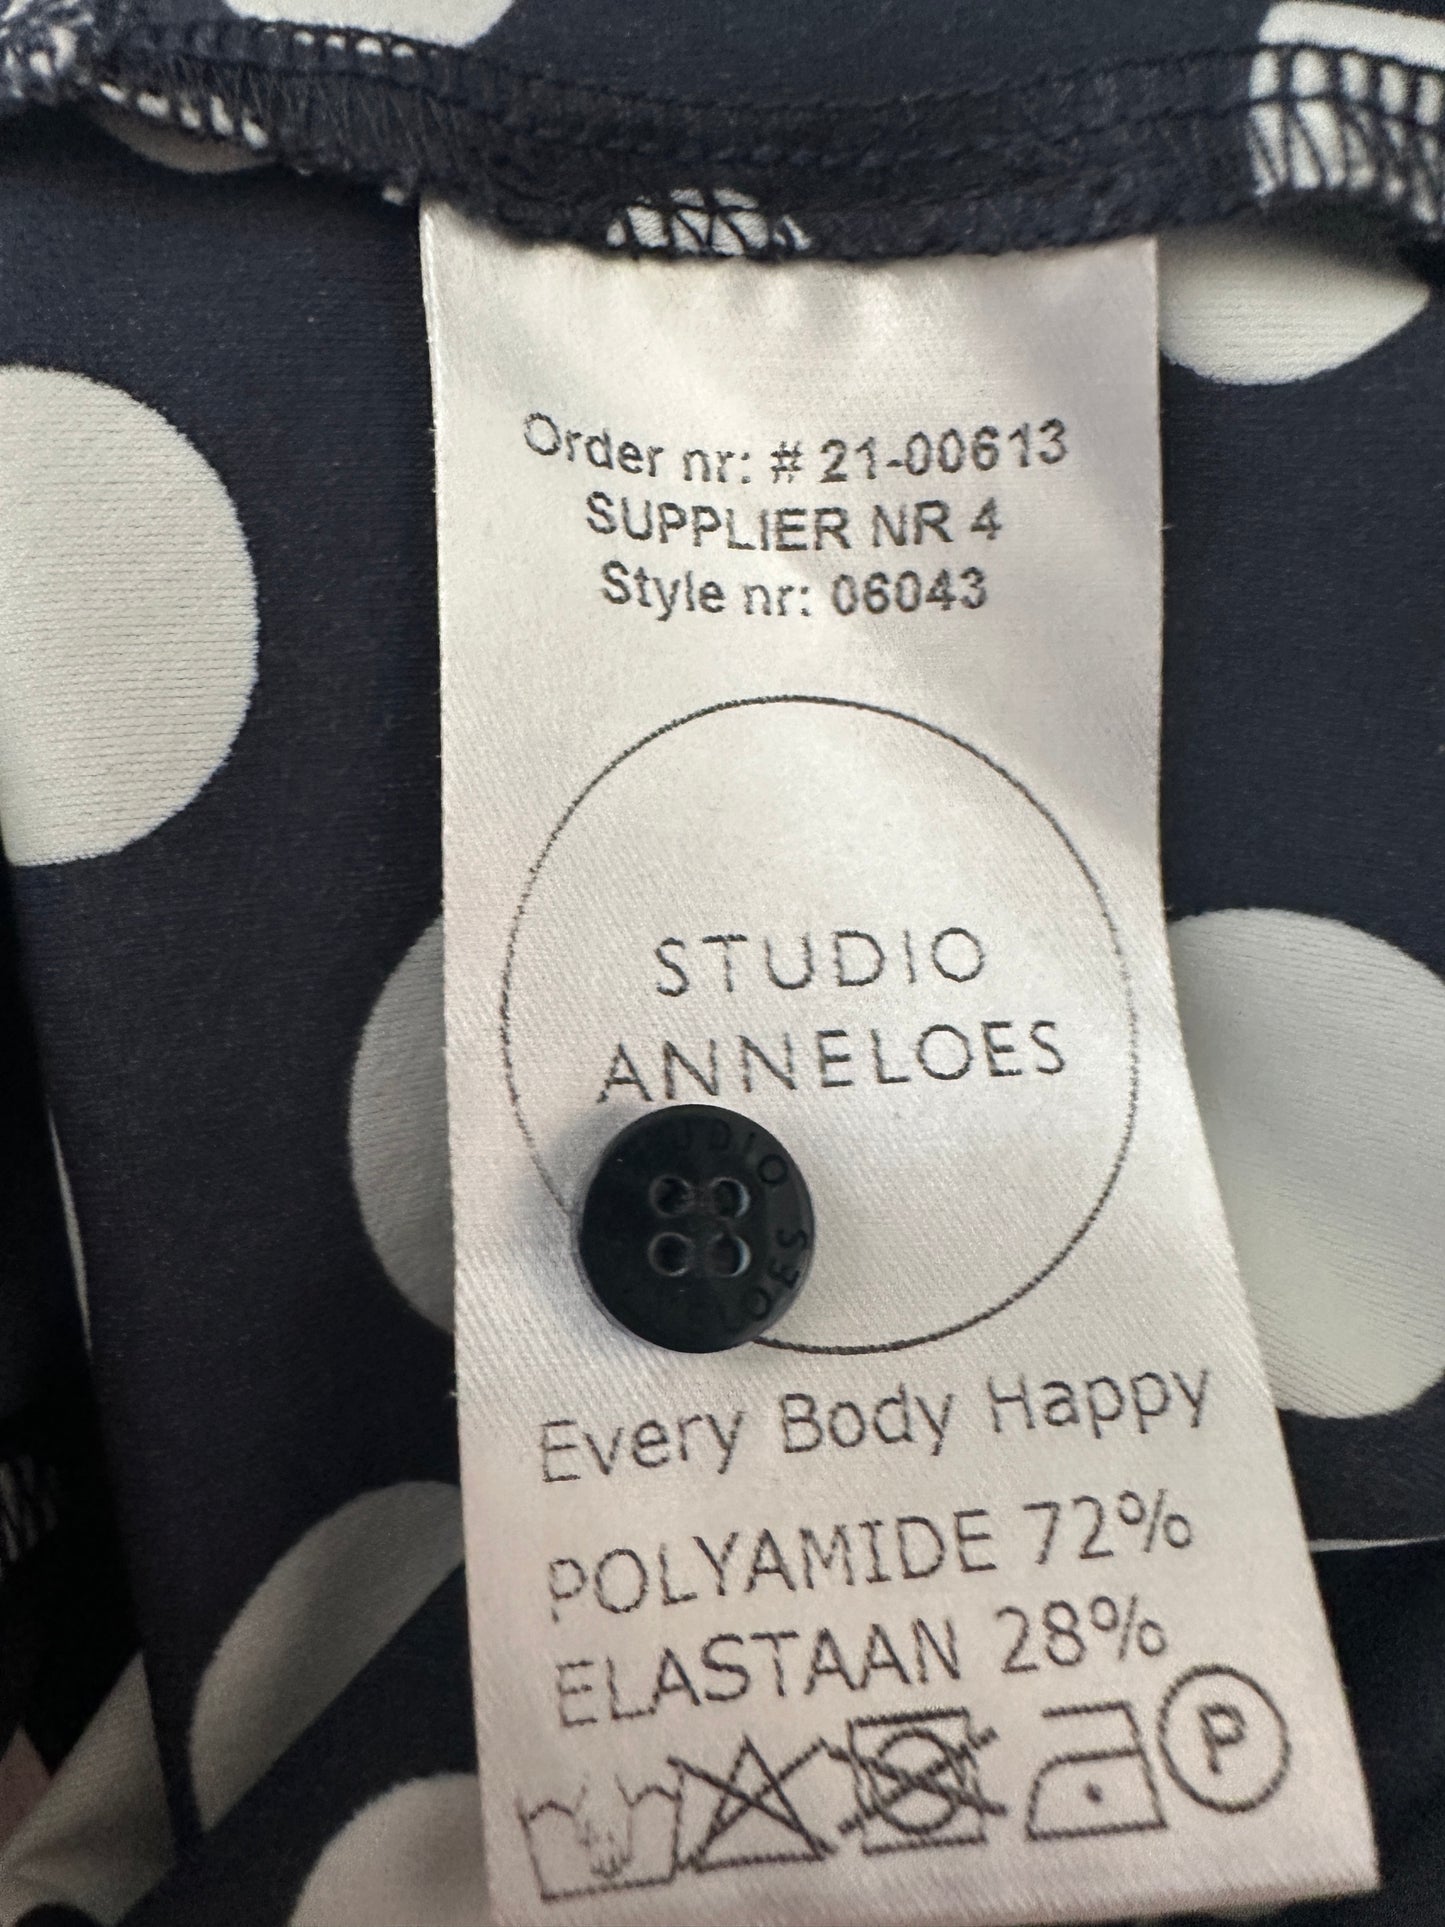 Order nr: # 21-00613
SUPPLIER NR 4
Style nr: 06043
STUDIO
ANNELOES
Every Body Happy
POLYAMIDE 72%
ELASTAAN 28%
P